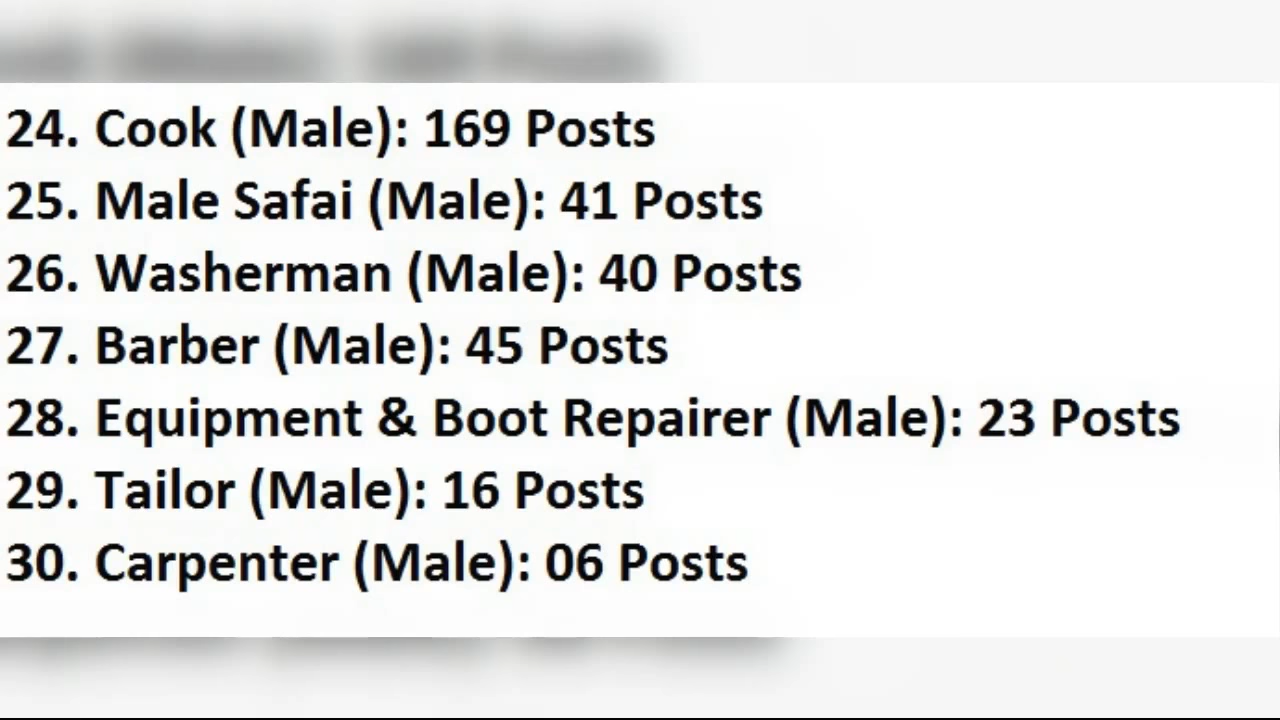 24. Cook (Male): 169 Posts
25. Male Safai (Male): 41 Posts
26. Washerman (Male): 40 Posts
27. Barber (Male): 45 Posts
28. Equipment & Boot Repairer (Male): 23 Posts
29. Tailor (Male): 16 Posts
30. Carpenter (Male): 06 Posts